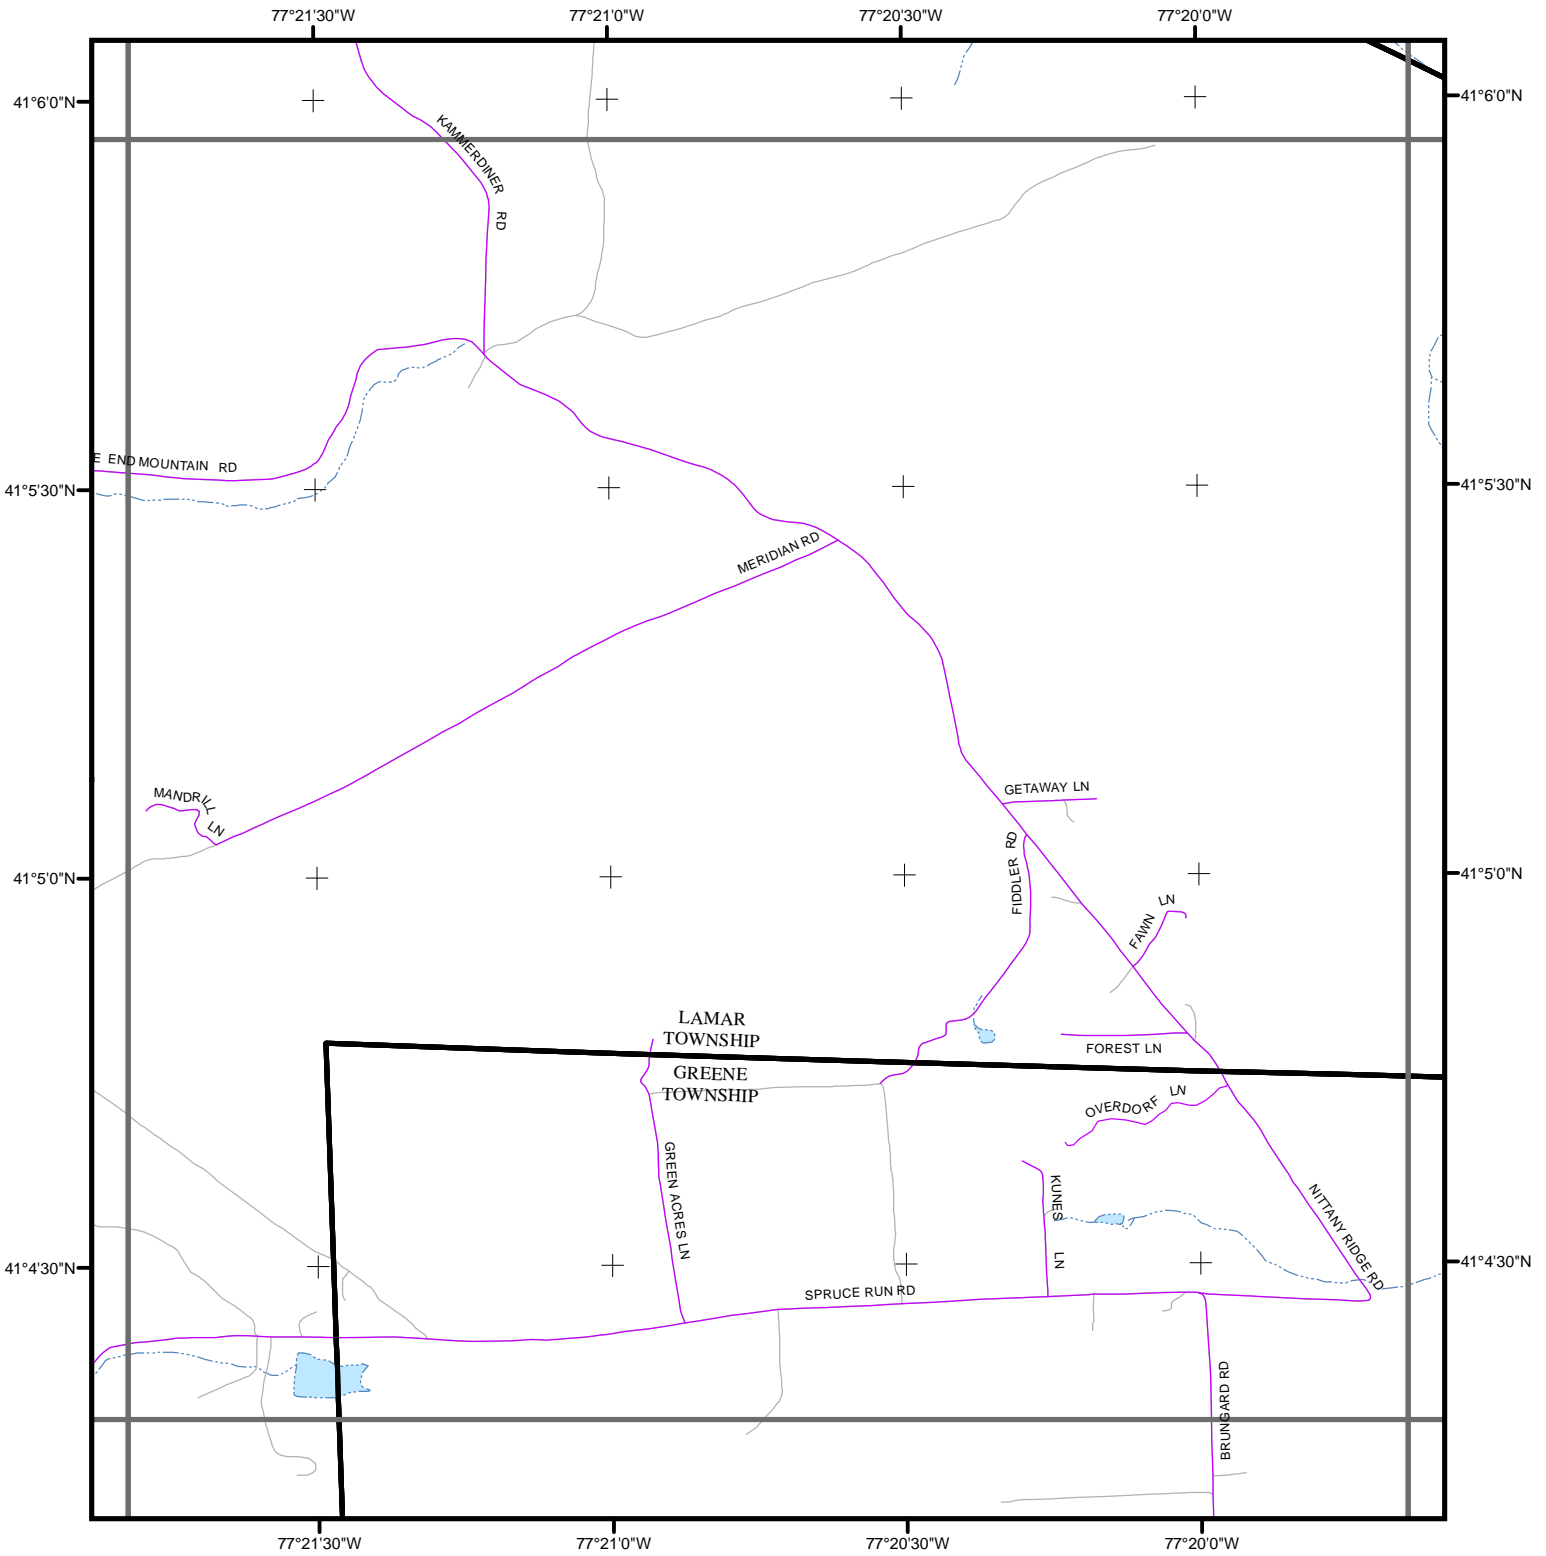 77°21'30"W
77°21'0"W
77°20'30"W
77°20'0"W
41°6'0"N
41°6'0"N
KAMMERDINER RD
E END MOUNTAIN RD
41°5'30"N
41°5'30"N
MERIDIAN RD
GETAWAY LN
MANDRILL LN
FIDDLER RD
41°5'0"N
41°5'0"N
FAWN LN
LAMAR
TOWNSHIP
FOREST LN
GREENE
TOWNSHIP
OVERDORF LN
GREEN ACRES LN
KUNES LN
NITTANY RIDGE RD
41°4'30"N
41°4'30"N
SPRUCE RUN RD
BRUNGARD RD
77°21'30"W
77°21'0"W
77°20'30"W
77°20'0"W